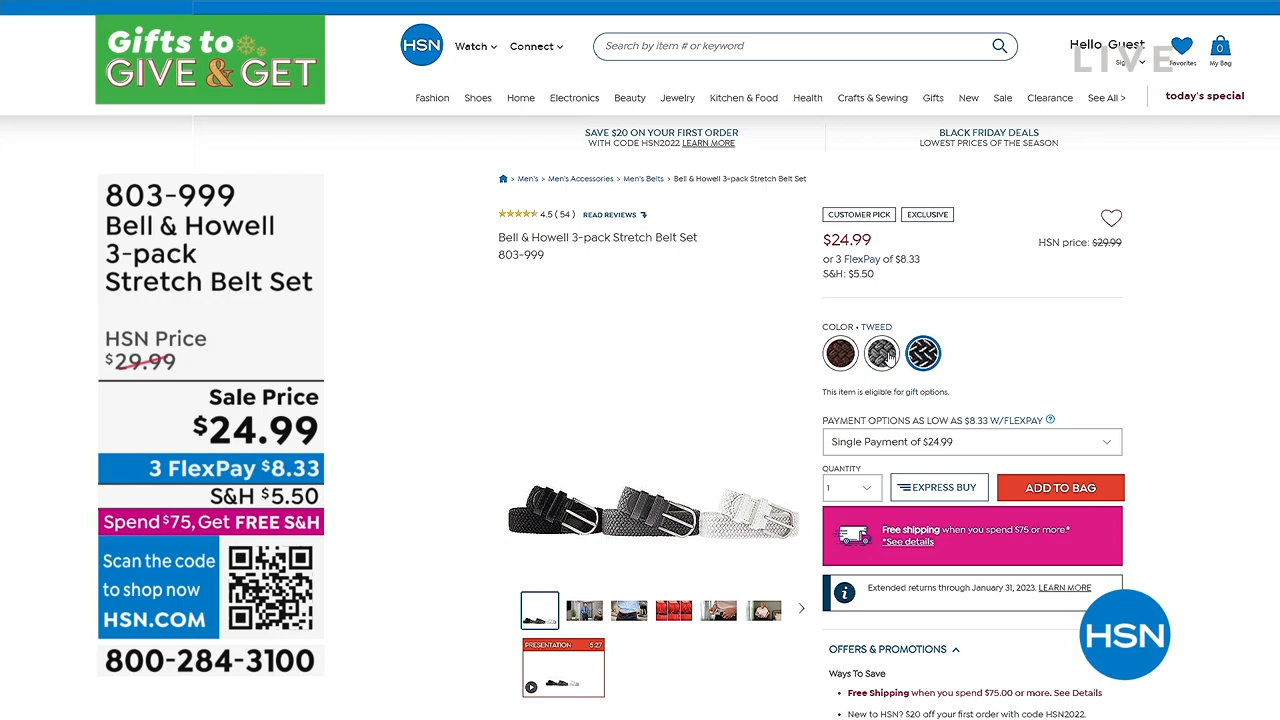 Gifts to
GIVE & GET
803-999
Bell & Howell
3-pack
Stretch Belt Set
HSN Price
$29.99
Sale Price
$24.99
3 FlexPay $8.33
S&H $5.50
Spend $75, Get FREE S&H
Scan the code
to shop now
HSN.COM
800-284-3100
HSN
Watch
Connect
Search by item # or keyword
Hello, Guest
LIVE
Favorites
0
My Bag
Fashion Shoes Home Electronics Beauty Jewelry Kitchen & Food Health Crafts & Sewing Gifts New Sale Clearance See All >
today's special
SAVE $20 ON YOUR FIRST ORDER
WITH CODE HSN2022 LEARN MORE
BLACK FRIDAY DEALS
LOWEST PRICES OF THE SEASON
> Men's > Men's Accessories > Men's Belts > Bell & Howell 3-pack Stretch Belt Set
4.5 ( 54 ) READ REVIEWS
Bell & Howell 3-pack Stretch Belt Set
803-999
PRESENTATION 5:27
CUSTOMER PICK EXCLUSIVE
$24.99
HSN price: $29.99
or 3 FlexPay of $8.33
S&H: $5.50
COLOR • TWEED
This item is eligible for gift options.
PAYMENT OPTIONS AS LOW AS $8.33 W/FLEXPAY ?
Single Payment of $24.99
QUANTITY
1
EXPRESS BUY
ADD TO BAG
Free shipping when you spend $75 or more.*
*See details
i
Extended returns through January 31, 2023. LEARN MORE
HSN
OFFERS & PROMOTIONS
Ways To Save
• Free Shipping when you spend $75.00 or more. See Details
• New to HSN? $20 off your first order with code HSN2022.